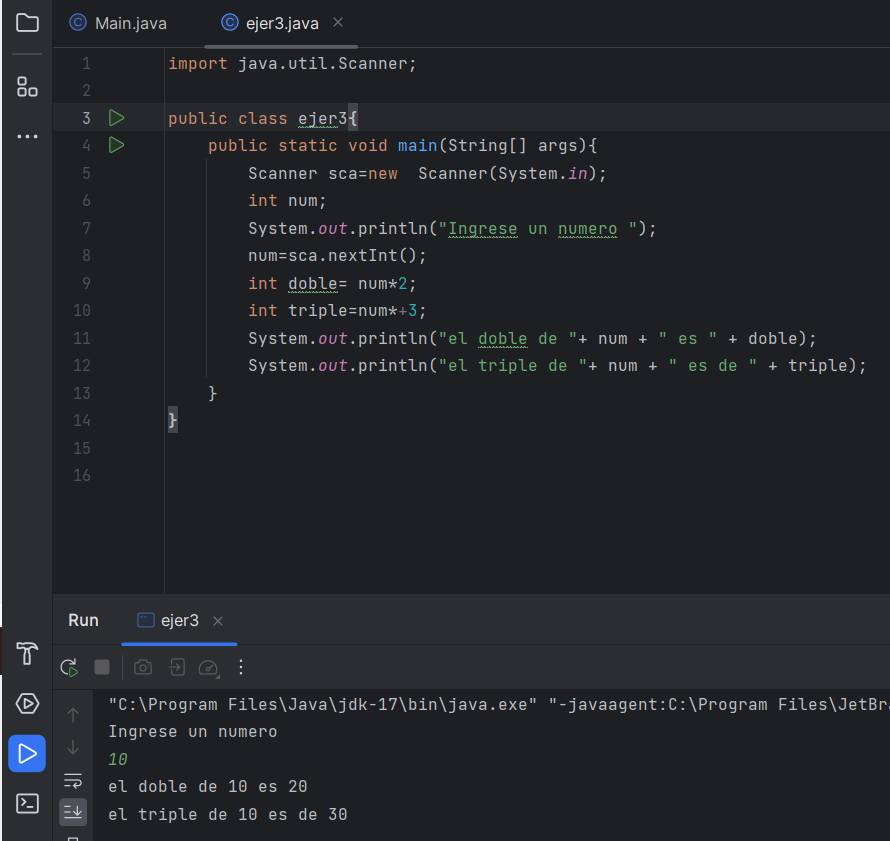 Main.java
ejer3.java
1 import java.util.Scanner;
2
3 public class ejer3{
4 public static void main(String[] args){
5 Scanner sca=new  Scanner(System.in);
6 int num;
7 System.out.println("Ingrese un numero ");
8 num=sca.nextInt();
9 int doble= num*2;
10 int triple=num*+3;
11 System.out.println("el doble de "+ num + " es " + doble);
12 System.out.println("el triple de "+ num + " es de " + triple);
13 }
14 }
15
16
Run
ejer3
"C:\Program Files\Java\jdk-17\bin\java.exe" "-javaagent:C:\Program Files\JetBra
Ingrese un numero
10
el doble de 10 es 20
el triple de 10 es de 30